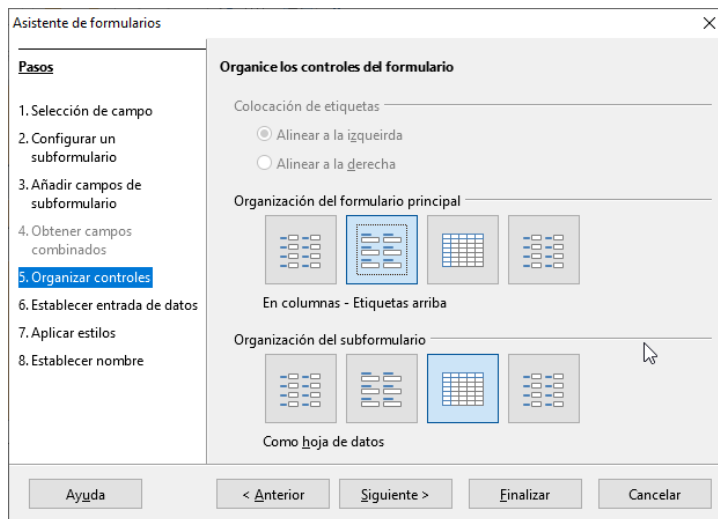 Asistente de formularios
Pasos
1. Selección de campo
2. Configurar un
subformulario
3. Añadir campos de
subformulario
4. Obtener campos
combinados
5. Organizar controles
6. Establecer entrada de datos
7. Aplicar estilos
8. Establecer nombre
Organice los controles del formulario
Colocación de etiquetas
Alinear a la izqueirda
Alinear a la derecha
Organización del formulario principal
En columnas - Etiquetas arriba
Organización del subformulario
Como hoja de datos
Ayuda
< Anterior
Siguiente >
Finalizar
Cancelar